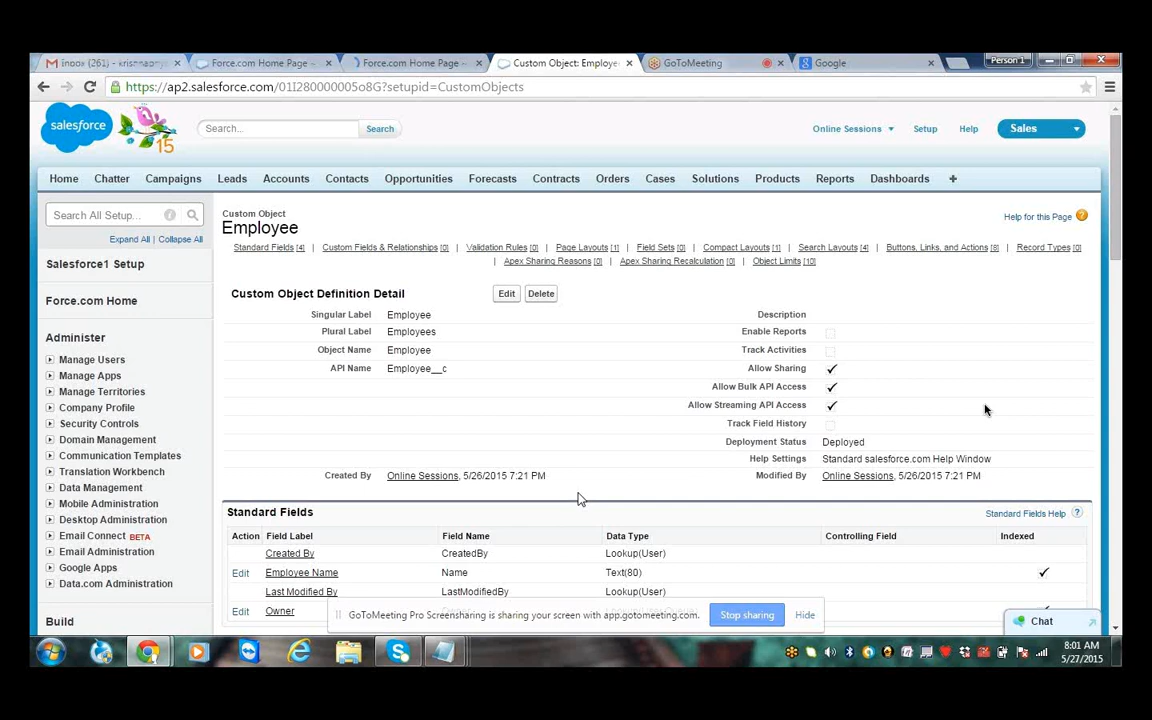 Inbox (261) - krishnapmy
Force.com Home Page
Force.com Home Page
Custom Object: Employe
GoToMeeting
Google
Person 1
https://ap2.salesforce.com/01I280000005o8G?setupid=CustomObjects
salesforce
15
Search...
Search
Online Sessions
Setup
Help
Sales
Home
Chatter
Campaigns
Leads
Accounts
Contacts
Opportunities
Forecasts
Contracts
Orders
Cases
Solutions
Products
Reports
Dashboards
+
Search All Setup...
Expand All | Collapse All
Salesforce1 Setup
Force.com Home
Administer
Manage Users
Manage Apps
Manage Territories
Company Profile
Security Controls
Domain Management
Communication Templates
Translation Workbench
Data Management
Mobile Administration
Desktop Administration
Email Connect BETA
Email Administration
Google Apps
Data.com Administration
Build
Custom Object
Employee
Help for this Page
Standard Fields [4] | Custom Fields & Relationships [0] | Validation Rules [0] | Page Layouts [1] | Field Sets [0] | Compact Layouts [1] | Search Layouts [4] | Buttons, Links, and Actions [8] | Record Types [0]
| Apex Sharing Reasons [0] | Apex Sharing Recalculation [0] | Object Limits [10]
Custom Object Definition Detail
Edit
Delete
Singular Label Employee Description
Plural Label Employees Enable Reports
Object Name Employee Track Activities
API Name Employee__c Allow Sharing
Allow Bulk API Access
Allow Streaming API Access
Track Field History
Deployment Status Deployed
Help Settings Standard salesforce.com Help Window
Created By Online Sessions, 5/26/2015 7:21 PM Modified By Online Sessions, 5/26/2015 7:21 PM
Standard Fields
Standard Fields Help ?
Action Field Label Field Name Data Type Controlling Field Indexed
Created By CreatedBy Lookup(User)
Edit Employee Name Name Text(80)
Last Modified By LastModifiedBy Lookup(User)
Edit Owner
GoToMeeting Pro Screensharing is sharing your screen with app.gotomeeting.com.
Stop sharing
Hide
Chat
8:01 AM
5/27/2015